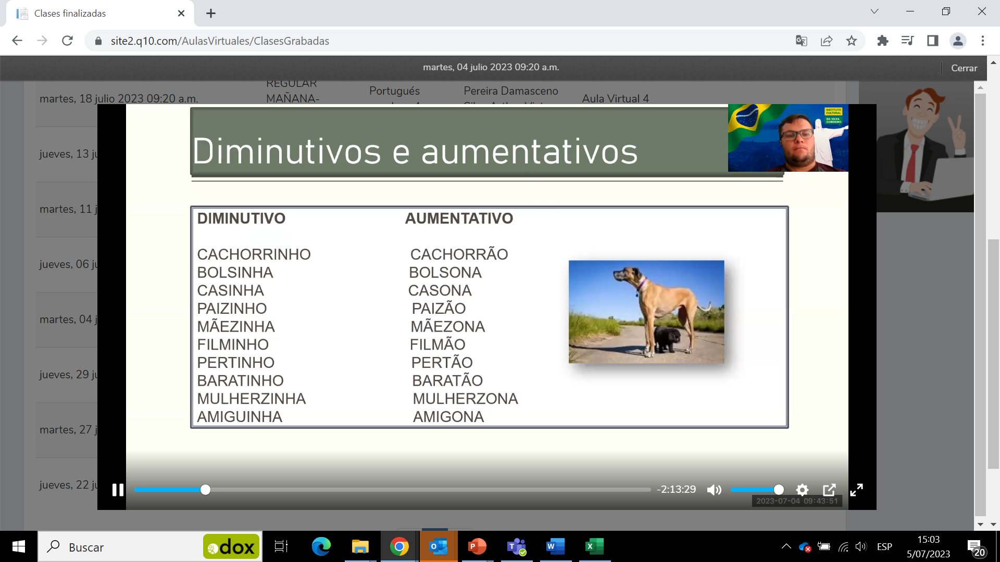 Clases finalizadas
site2.q10.com/AulasVirtuales/ClasesGrabadas
martes, 04 julio 2023 09:20 a.m.
Cerrar
REGULAR
martes, 18 julio 2023 09:20 a.m.
MAÑANA-
Portugués
Pereira Damasceno
Aula Virtual 4
jueves, 13 ju
martes, 11 j
jueves, 06 ju
martes, 04 j
jueves, 29 ju
martes, 27 j
jueves, 22 ju
INSTITUTO
CULTURAL
DA SILVA
CORDEIRO
Diminutivos e aumentativos
DIMINUTIVO AUMENTATIVO
CACHORRINHO CACHORRÃO
BOLSINHA BOLSONA
CASINHA CASONA
PAIZINHO PAIZÃO
MÃEZINHA MÃEZONA
FILMINHO FILMÃO
PERTINHO PERTÃO
BARATINHO BARATÃO
MULHERZINHA MULHERZONA
AMIGUINHA AMIGONA
-2:13:29
2023-07-04 09:43:51
Buscar
dox
ESP
15:03
5/07/2023
20